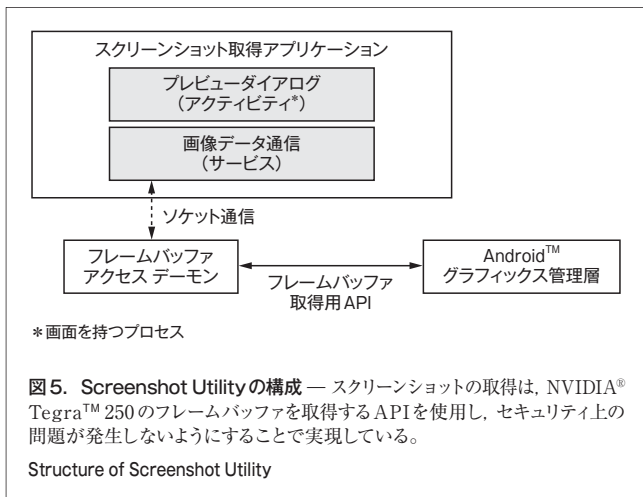 スクリーンショット取得アプリケーション
プレビューダイアログ
（アクティビティ*）
画像データ通信
（サービス）
ソケット通信
フレームバッファ
アクセス デーモン
フレームバッファ
取得用API
Android™
グラフィックス管理層
＊画面を持つプロセス
図5．Screenshot Utilityの構成 — スクリーンショットの取得は，NVIDIA®
Tegra™ 250のフレームバッファを取得するAPIを使用し，セキュリティ上の
問題が発生しないようにすることで実現している。
Structure of Screenshot Utility